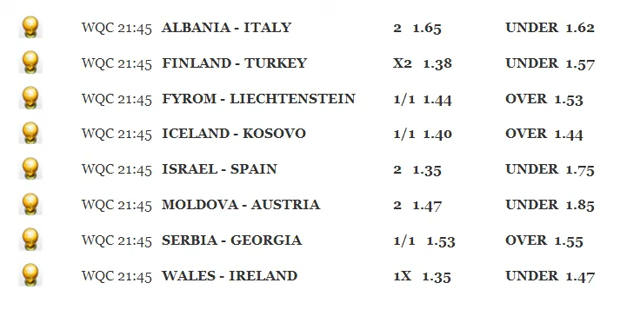 WQC 21:45 ALBANIA - ITALY 2 1.65 UNDER 1.62
WQC 21:45 FINLAND - TURKEY X2 1.38 UNDER 1.57
WQC 21:45 FYROM - LIECHTENSTEIN 1/1 1.44 OVER 1.53
WQC 21:45 ICELAND - KOSOVO 1/1 1.40 OVER 1.44
WQC 21:45 ISRAEL - SPAIN 2 1.35 UNDER 1.75
WQC 21:45 MOLDOVA - AUSTRIA 2 1.47 UNDER 1.85
WQC 21:45 SERBIA - GEORGIA 1/1 1.53 OVER 1.55
WQC 21:45 WALES - IRELAND 1X 1.35 UNDER 1.47